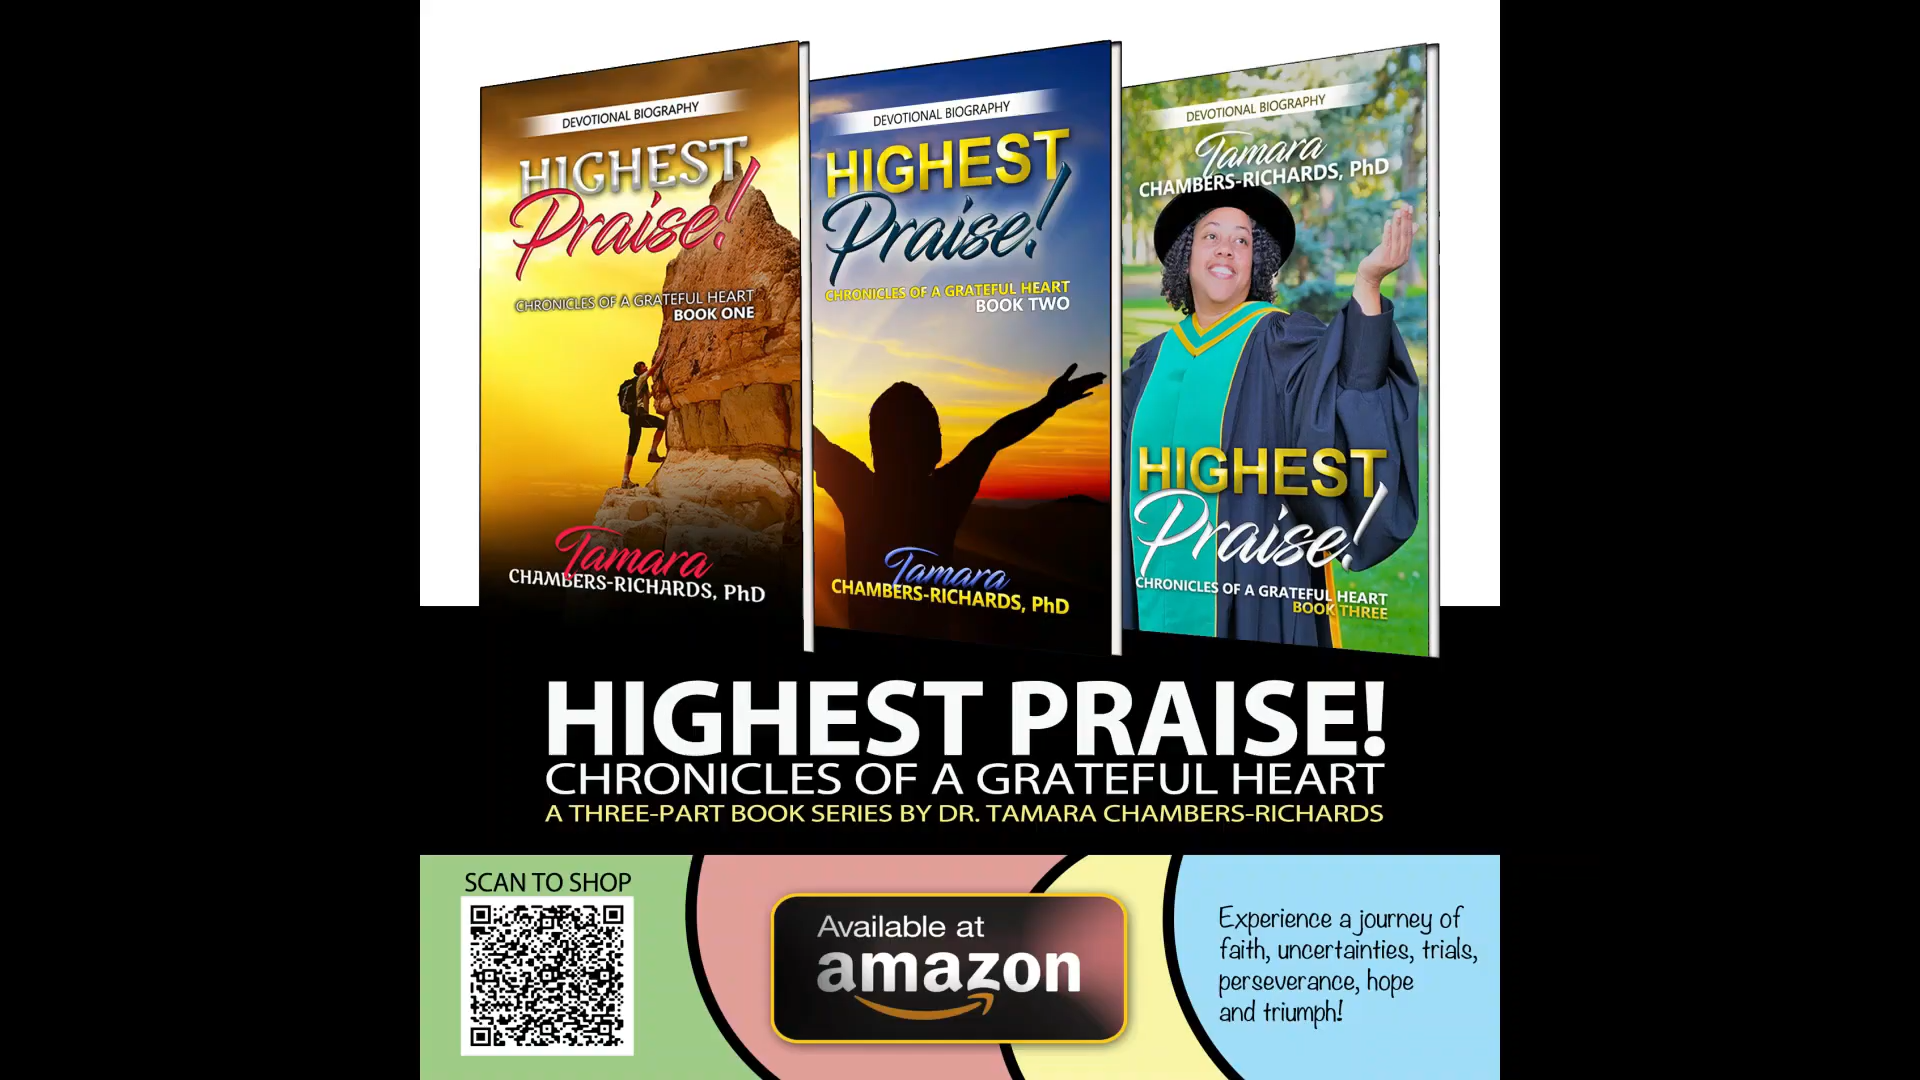 DEVOTIONAL BIOGRAPHY
HIGHEST
Praise!
CHRONICLES OF A GRATEFUL HEART
BOOK ONE
Tamara
CHAMBERS-RICHARDS, PhD
DEVOTIONAL BIOGRAPHY
HIGHEST
Praise!
CHRONICLES OF A GRATEFUL HEART
BOOK TWO
Tamara
CHAMBERS-RICHARDS, PhD
DEVOTIONAL BIOGRAPHY
Tamara
CHAMBERS-RICHARDS, PhD
HIGHEST
Praise!
CHRONICLES OF A GRATEFUL HEART
BOOK THREE
HIGHEST PRAISE!
CHRONICLES OF A GRATEFUL HEART
A THREE-PART BOOK SERIES BY DR. TAMARA CHAMBERS-RICHARDS
SCAN TO SHOP
Available at
amazon
Experience a journey of
faith, uncertainties, trials,
perseverance, hope
and triumph!